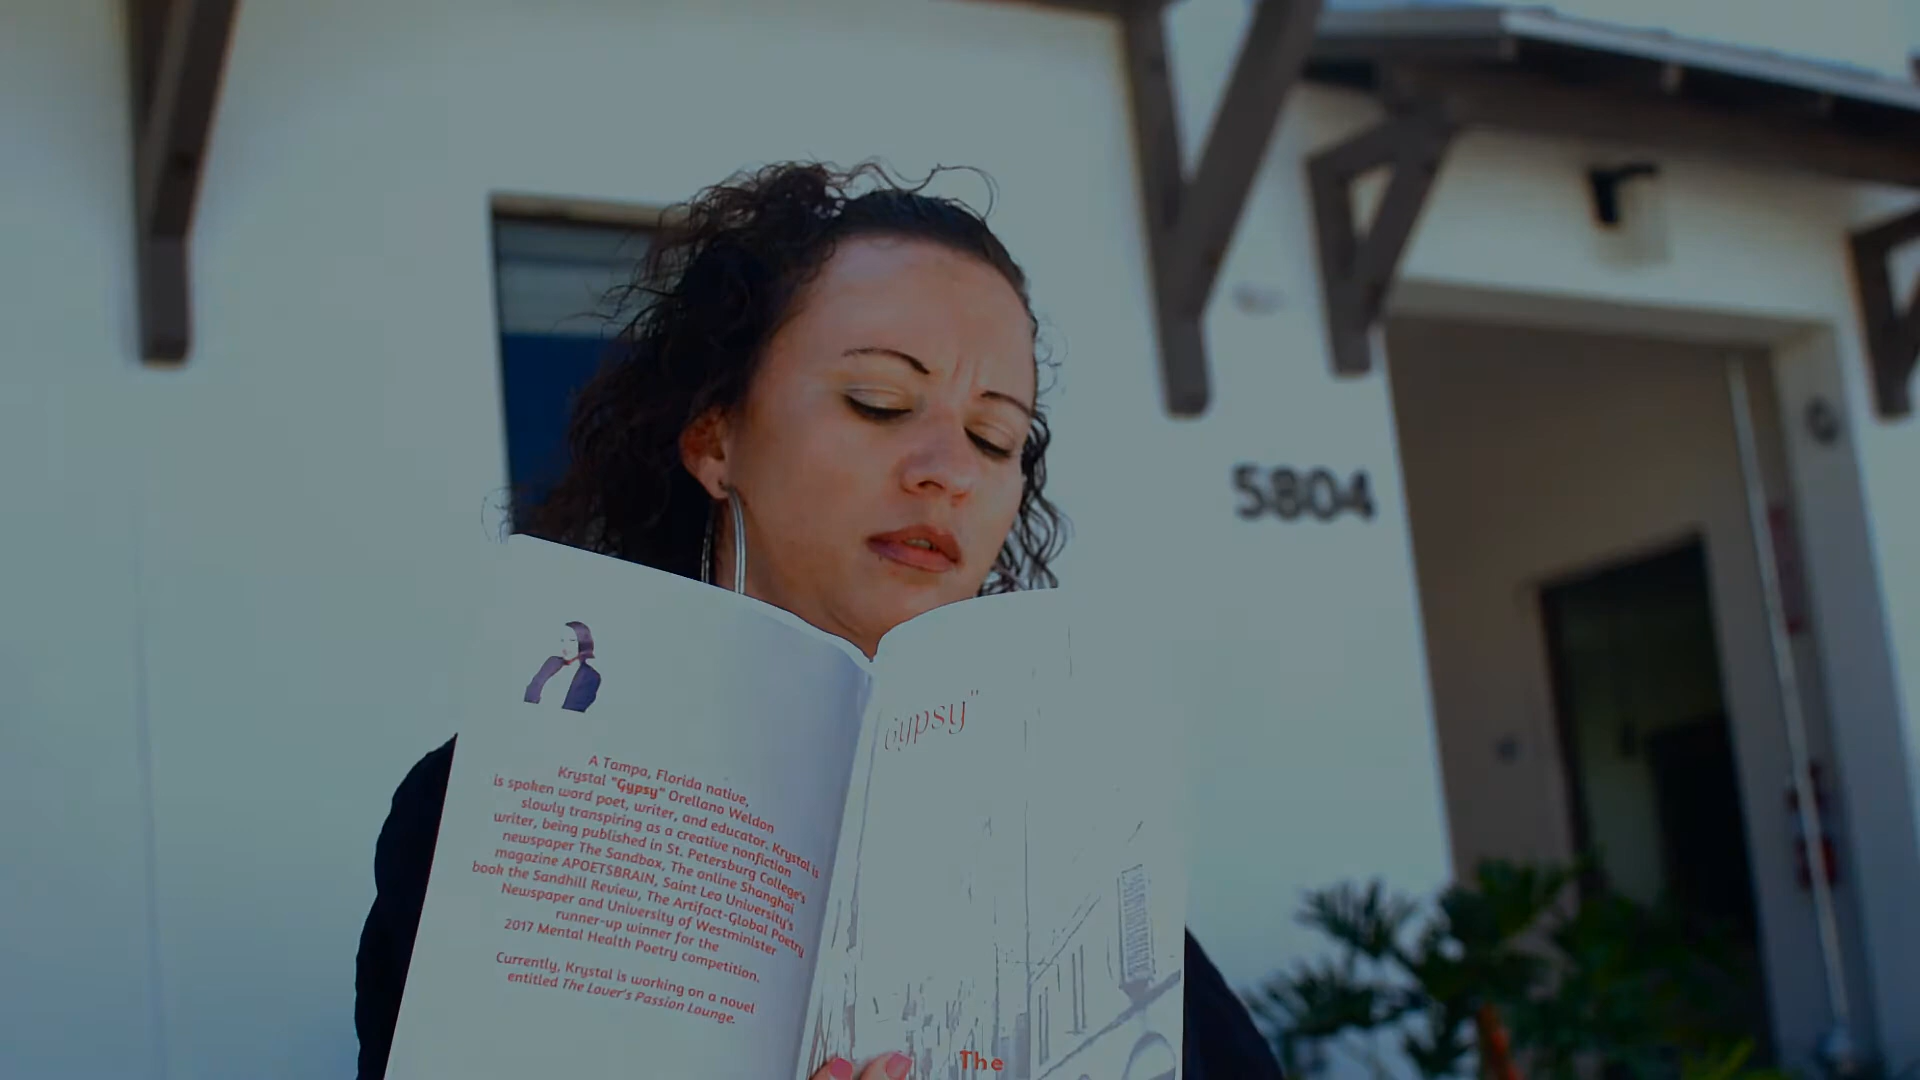 5804
A Tampa, Florida native,
Krystal "Gypsy" Orellano Weldon
is spoken word poet, writer, and educator. Krystal is
slowly transpiring as a creative nonfiction
writer, being published in St. Petersburg College's
newspaper The Sandbox, The online Shanghai
magazine APOETSBRAIN, Saint Leo University's
book the Sandhill Review, The Artifact-Global Poetry
Newspaper and University of Westminister
runner-up winner for the
2017 Mental Health Poetry competition.
Currently, Krystal is working on a novel
entitled The Lover's Passion Lounge.
Gypsy"
The